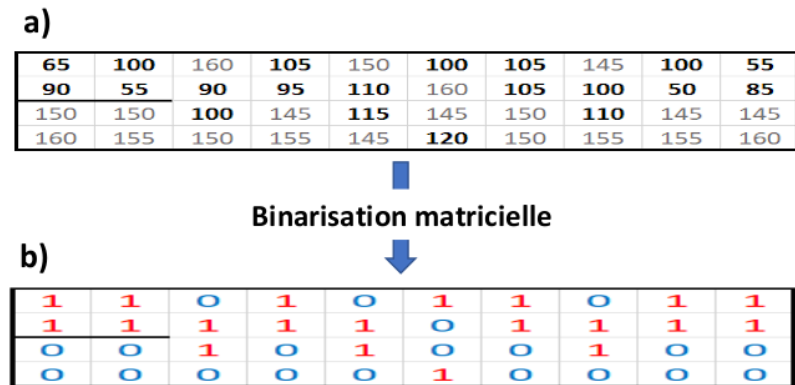 a)
65 100 160 105 150 100 105 145 100 55
90 55 90 95 110 160 105 100 50 85
150 150 100 145 115 145 150 110 145 145
160 155 150 155 145 120 150 155 155 160
Binarisation matricielle
b)
1 1 0 1 0 1 1 0 1 1
1 1 1 1 1 0 1 1 1 1
0 0 1 0 1 0 0 1 0 0
0 0 0 0 0 1 0 0 0 0